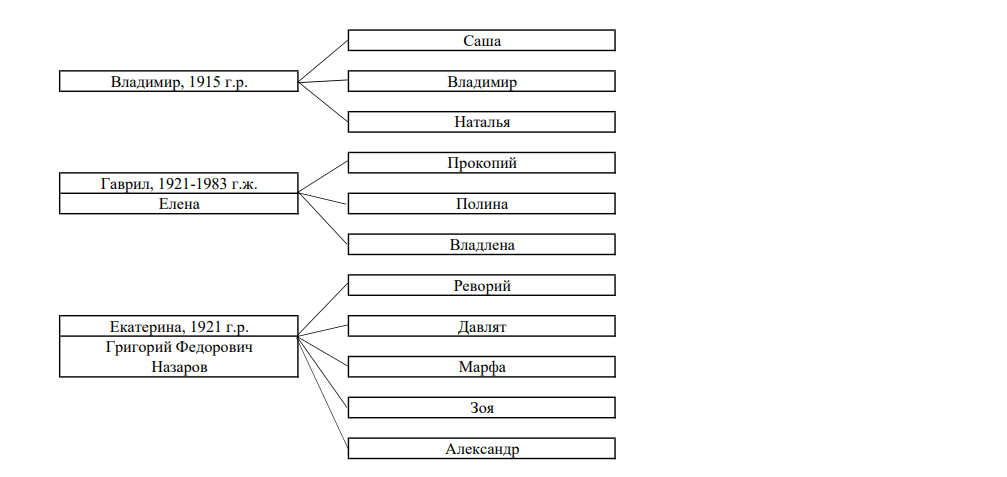 Саша
Владимир, 1915 г.р.
Владимир
Наталья
Прокопий
Гаврил, 1921-1983 г.ж.
Елена
Полина
Владлена
Реворий
Екатерина, 1921 г.р.
Григорий Федорович
Назаров
Давлят
Марфа
Зоя
Александр